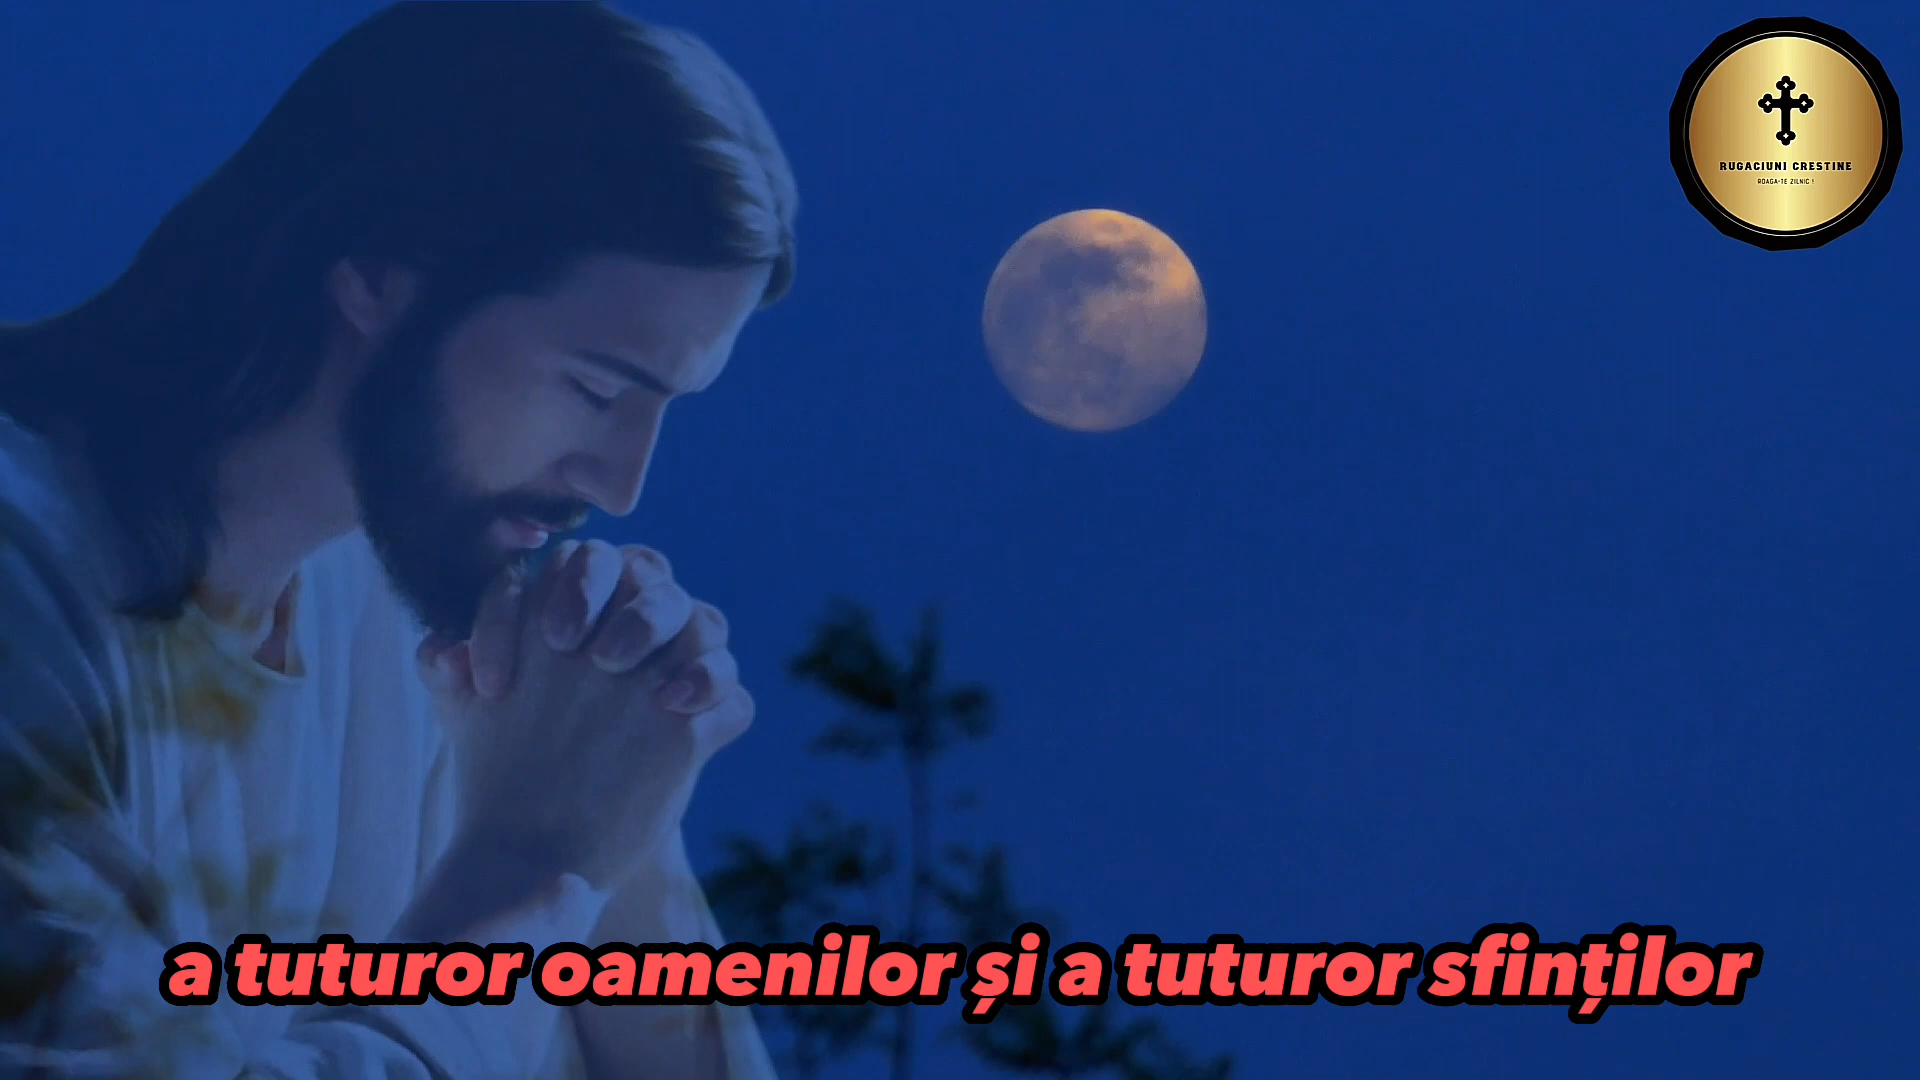 RUGACIUNI CRESTINE
ROAGA-TE ZILNIC !
a tuturor oamenilor și a tuturor sfinților